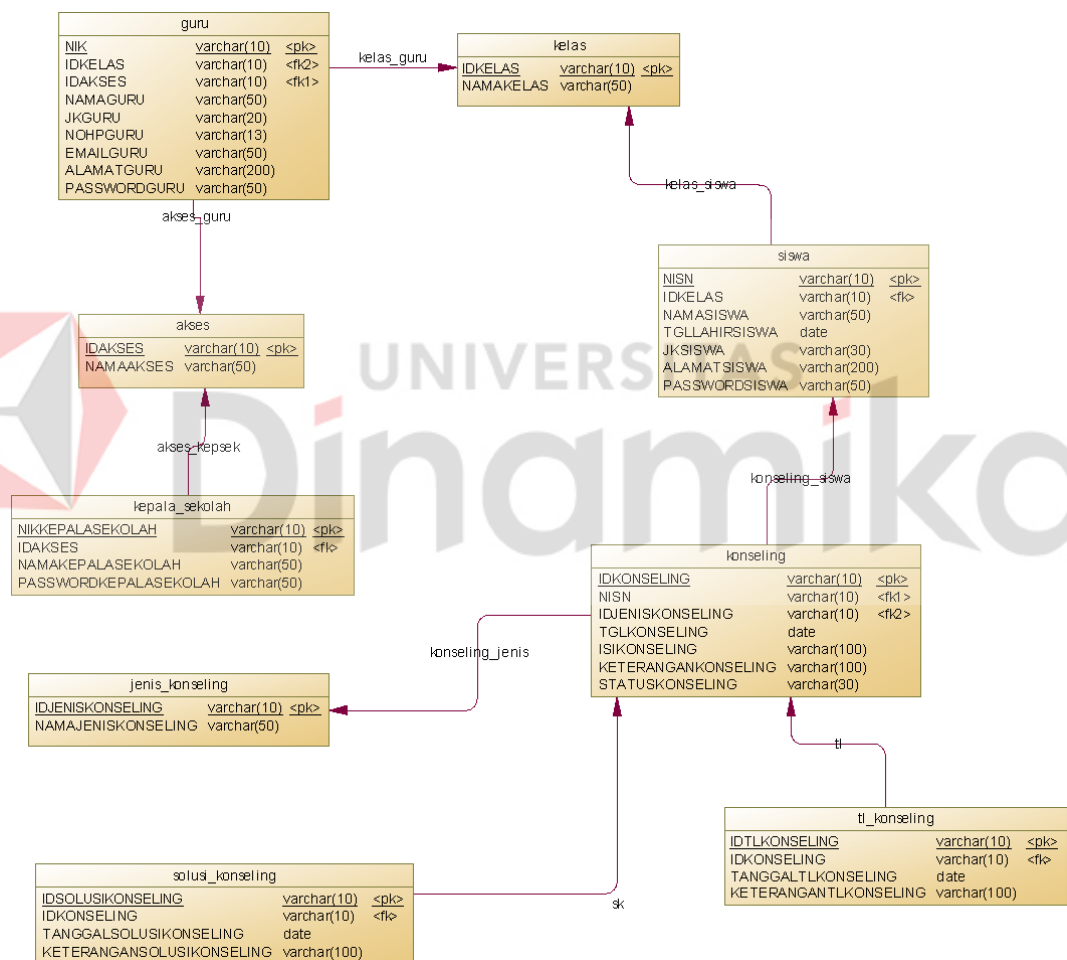 guru
NIK varchar(10) <pk>
IDKELAS varchar(10) <fk2>
IDAKSES varchar(10) <fk1>
NAMAGURU varchar(50)
JKGURU varchar(20)
NOHPGURU varchar(13)
EMAILGURU varchar(50)
ALAMATGURU varchar(200)
PASSWORDGURU varchar(50)
kelas_guru
kelas
IDKELAS varchar(10) <pk>
NAMAKELAS varchar(50)
kelas_siswa
akses_guru
siswa
NISN varchar(10) <pk>
IDKELAS varchar(10) <fk>
NAMASISWA varchar(50)
TGLLAHIRSISWA date
JKSISWA varchar(30)
ALAMATSISWA varchar(200)
PASSWORDSISWA varchar(50)
akses
IDAKSES varchar(10) <pk>
NAMAAKSES varchar(50)
UNIVERSITAS
Dinamika
akses_kepsek
konseling_siswa
kepala_sekolah
NIKKEPALASEKOLAH varchar(10) <pk>
IDAKSES varchar(10) <fk>
NAMAKEPALASEKOLAH varchar(50)
PASSWORDKEPALASEKOLAH varchar(50)
konseling
IDKONSELING varchar(10) <pk>
NISN varchar(10) <fk1>
IDJENISKONSELING varchar(10) <fk2>
TGLKONSELING date
ISIKONSELING varchar(100)
KETERANGANKONSELING varchar(100)
STATUSKONSELING varchar(30)
konseling_jenis
jenis_konseling
IDJENISKONSELING varchar(10) <pk>
NAMAJENISKONSELING varchar(50)
tl
tl_konseling
IDTLKONSELING varchar(10) <pk>
IDKONSELING varchar(10) <fk>
TANGGALTLKONSELING date
KETERANGANTLKONSELING varchar(100)
solusi_konseling
IDSOLUSIKONSELING varchar(10) <pk>
IDKONSELING varchar(10) <fk>
TANGGALSOLUSIKONSELING date
KETERANGANSOLUSIKONSELING varchar(100)
sk